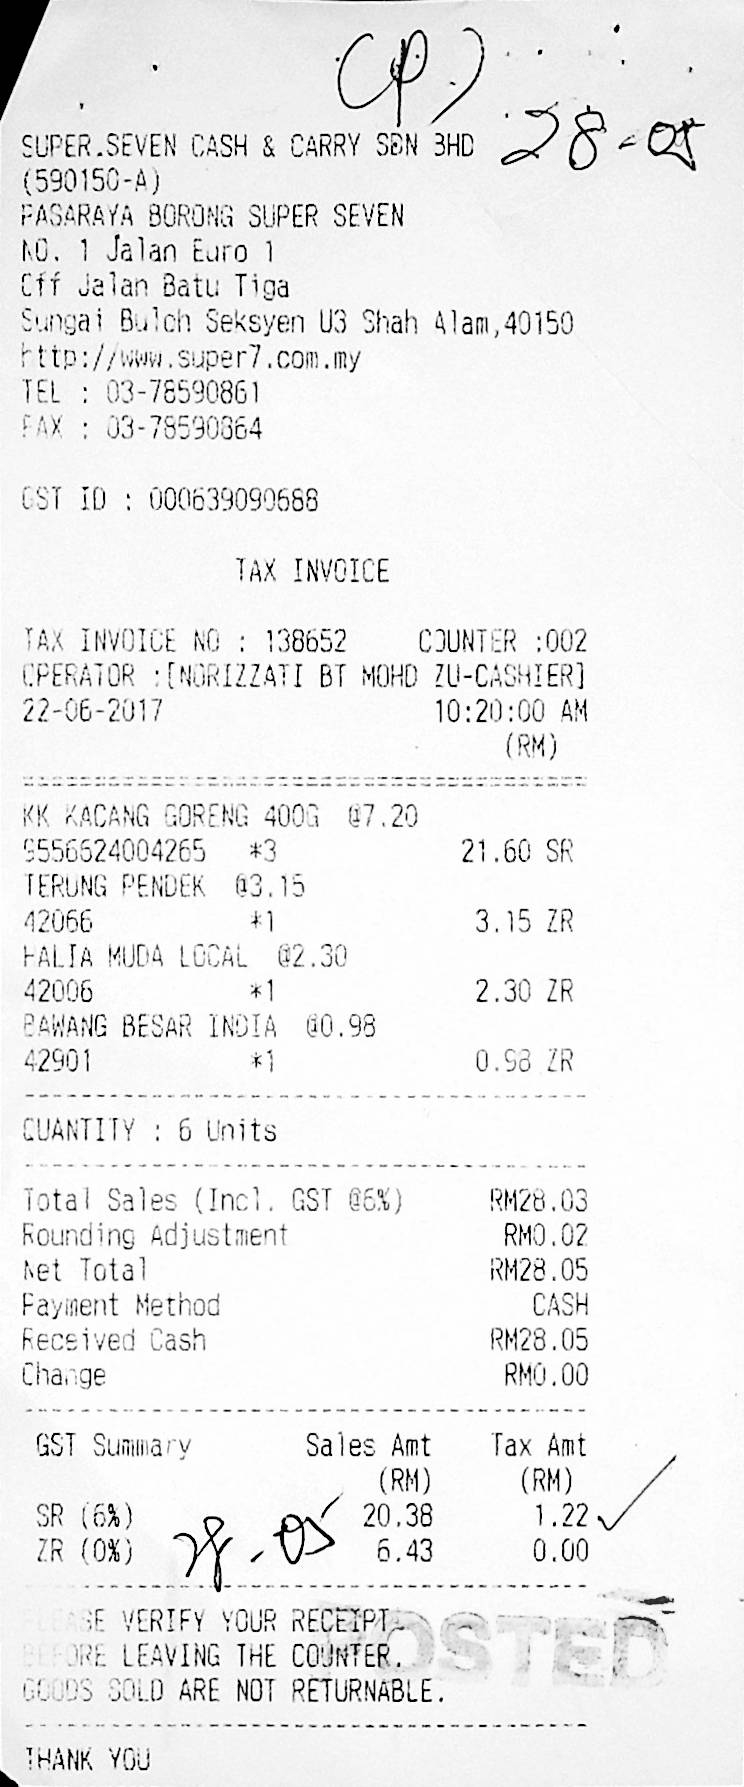 (P)
28-05
SUPER.SEVEN CASH & CARRY SDN BHD
(590150-A)
PASARAYA BORONG SUPER SEVEN
NO. 1 Jalan Euro 1
Off Jalan Batu Tiga
Sungai Buloh Seksyen U3 Shah Alam,40150
http://www.super7.com.my
TEL : 03-78590861
FAX : 03-78590864
GST ID : 000639090688
TAX INVOICE
TAX INVOICE NO : 138652 COUNTER :002
OPERATOR :[NORIZZATI BT MOHD ZU-CASHIER]
22-06-2017 10:20:00 AM
(RM)
KK KACANG GORENG 400G @7.20
9556624004265 *3 21.60 SR
TERUNG PENDEK @3.15
42066 *1 3.15 ZR
HALIA MUDA LOCAL @2.30
42006 *1 2.30 ZR
BAWANG BESAR INDIA @0.98
42901 *1 0.98 ZR
QUANTITY : 6 Units
Total Sales (Incl. GST @6%) RM28.03
Rounding Adjustment RM0.02
Net Total RM28.05
Payment Method CASH
Received Cash RM28.05
Change RM0.00
GST Summary Sales Amt Tax Amt
(RM) (RM)
SR (6%) 20.38 1.22
ZR (0%) 6.43 0.00
28.05
PLEASE VERIFY YOUR RECEIPT
BEFORE LEAVING THE COUNTER.
POSTED
GOODS SOLD ARE NOT RETURNABLE.
THANK YOU